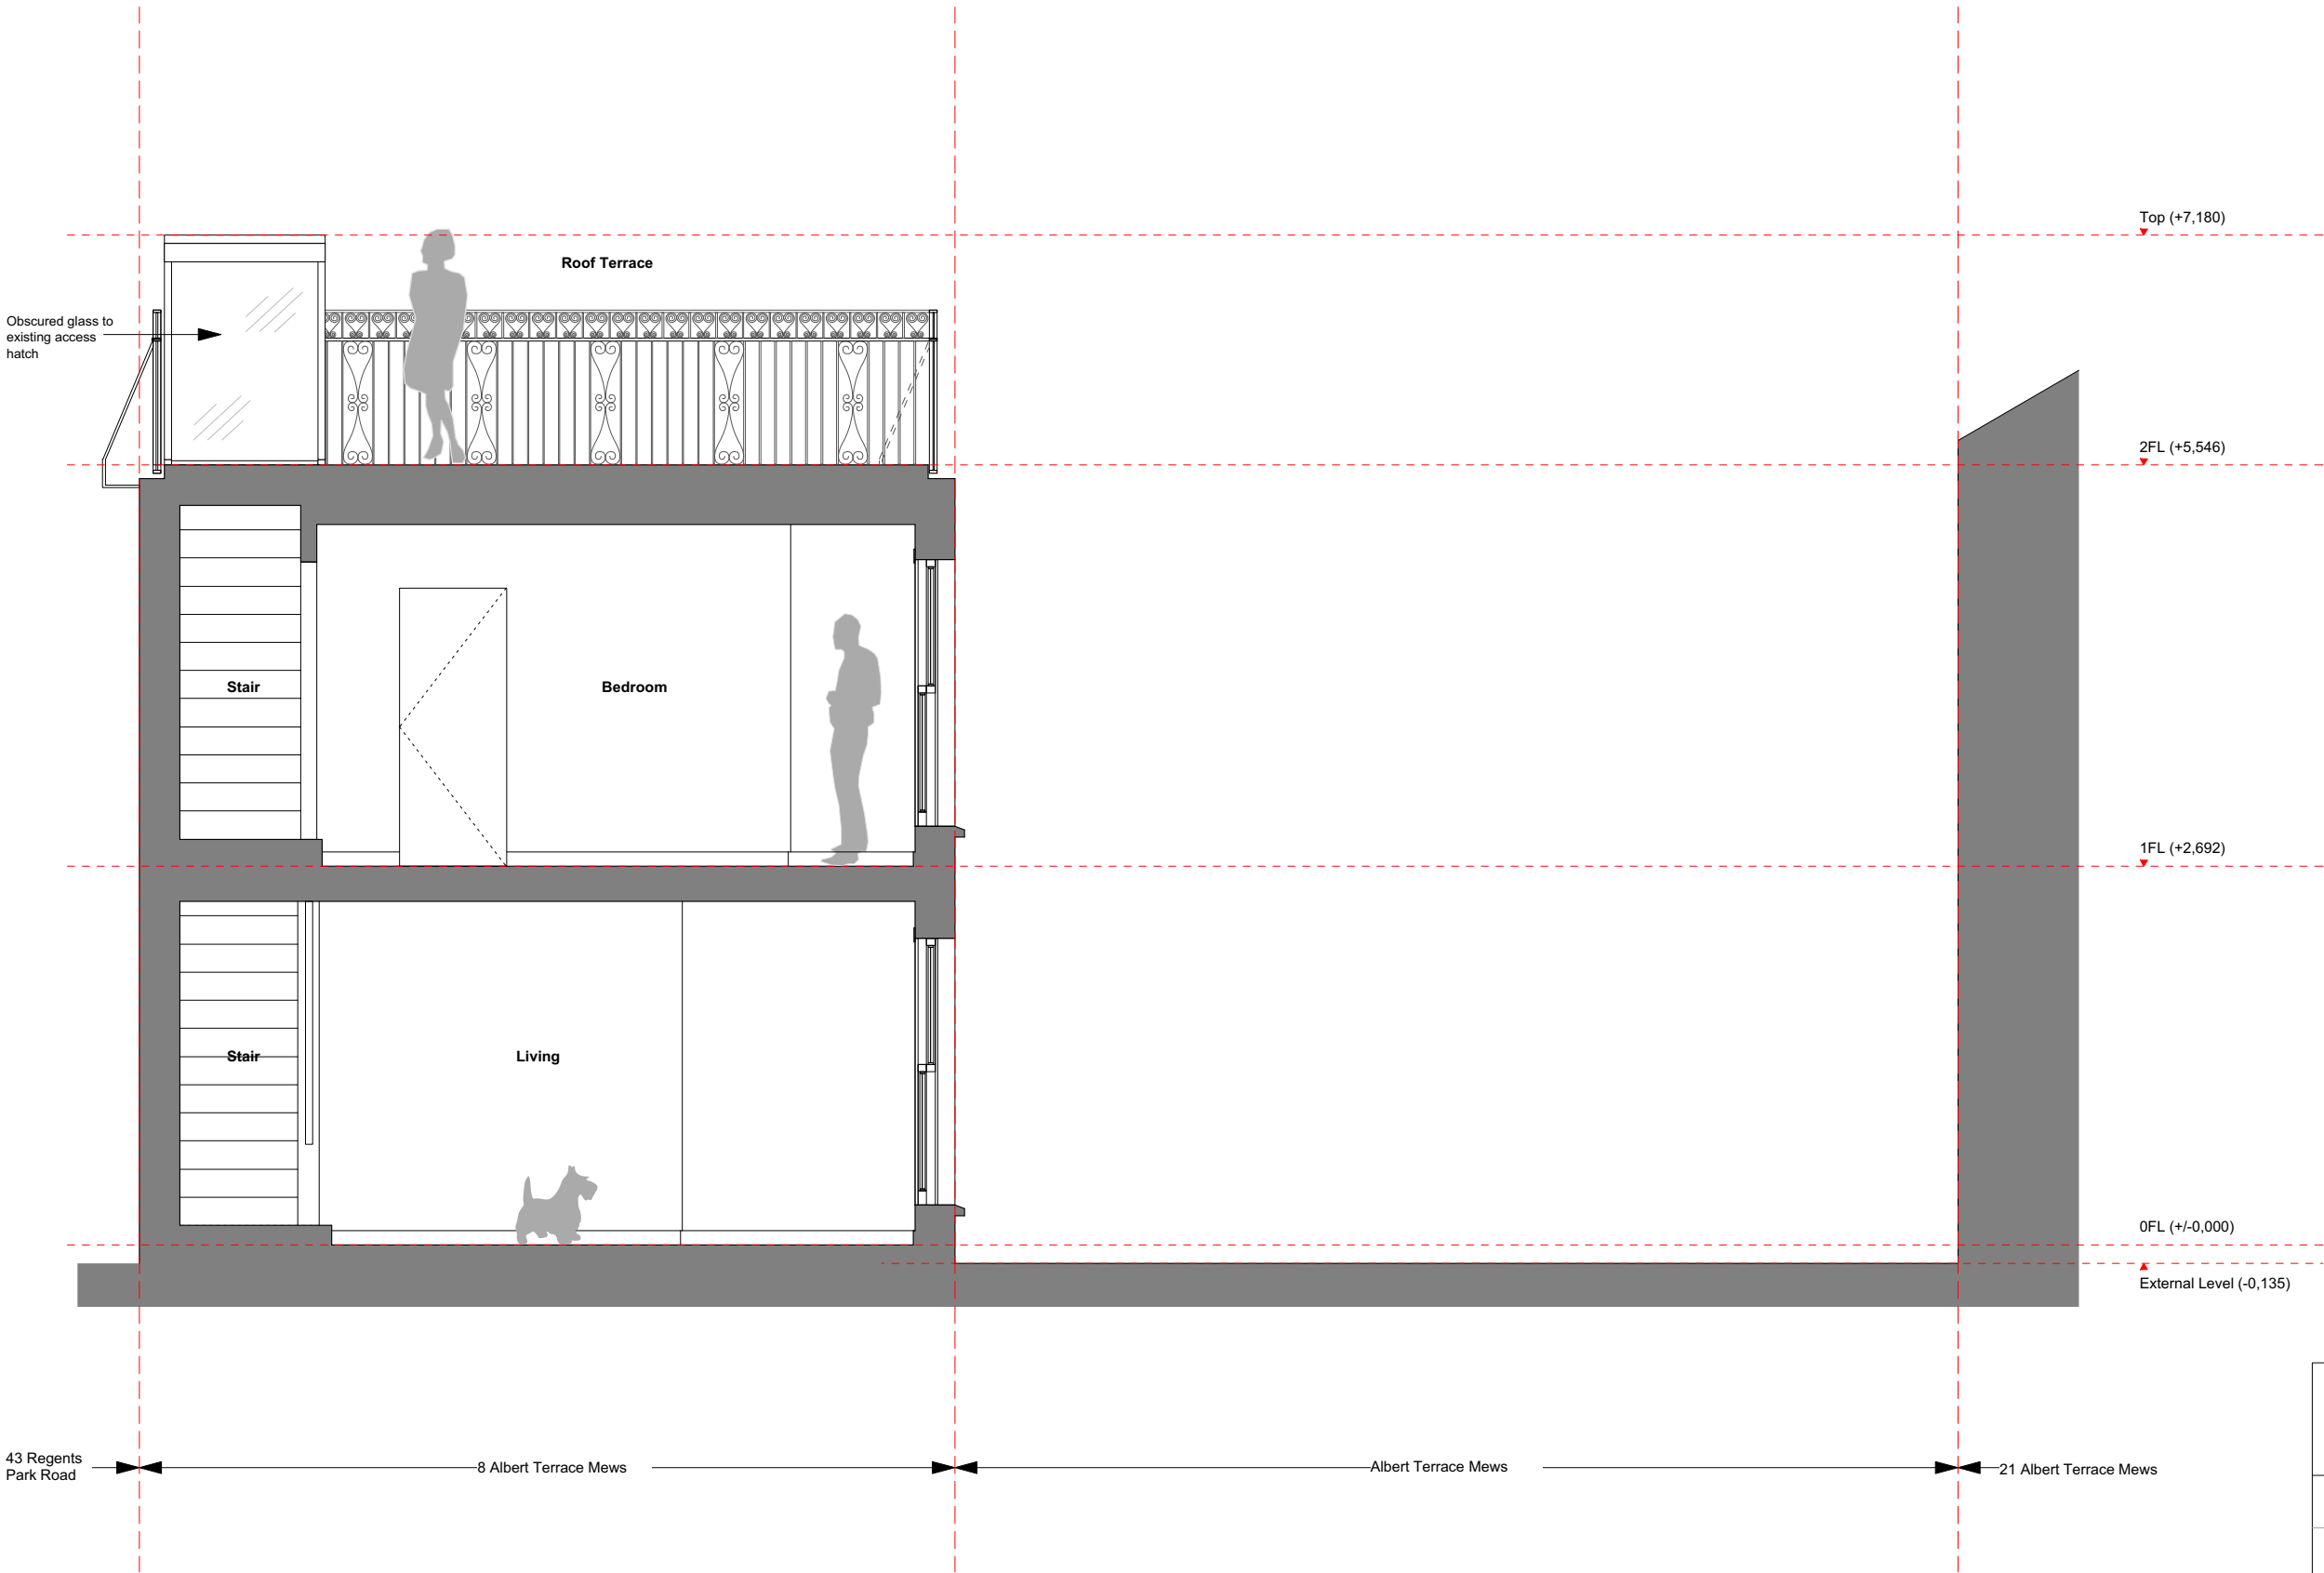 Top (+7,180)
Roof Terrace
Obscured glass to
existing access
hatch
2FL (+5,546)
Stair
Bedroom
1FL (+2,692)
Stair
Living
0FL (+/-0,000)
External Level (-0,135)
43 Regents
Park Road
8 Albert Terrace Mews
Albert Terrace Mews
21 Albert Terrace Mews